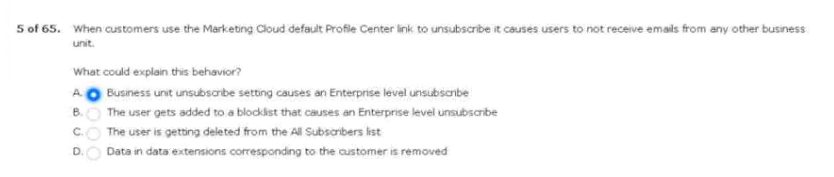 5 of 65. When customers use the Marketing Cloud default Profile Center link to unsubscribe it causes users to not receive emails from any other business
unit.
What could explain this behavior?
A. Business unit unsubscribe setting causes an Enterprise level unsubscribe
B. The user gets added to a blocklist that causes an Enterprise level unsubscribe
C. The user is getting deleted from the All Subscribers list
D. Data in data extensions corresponding to the customer is removed